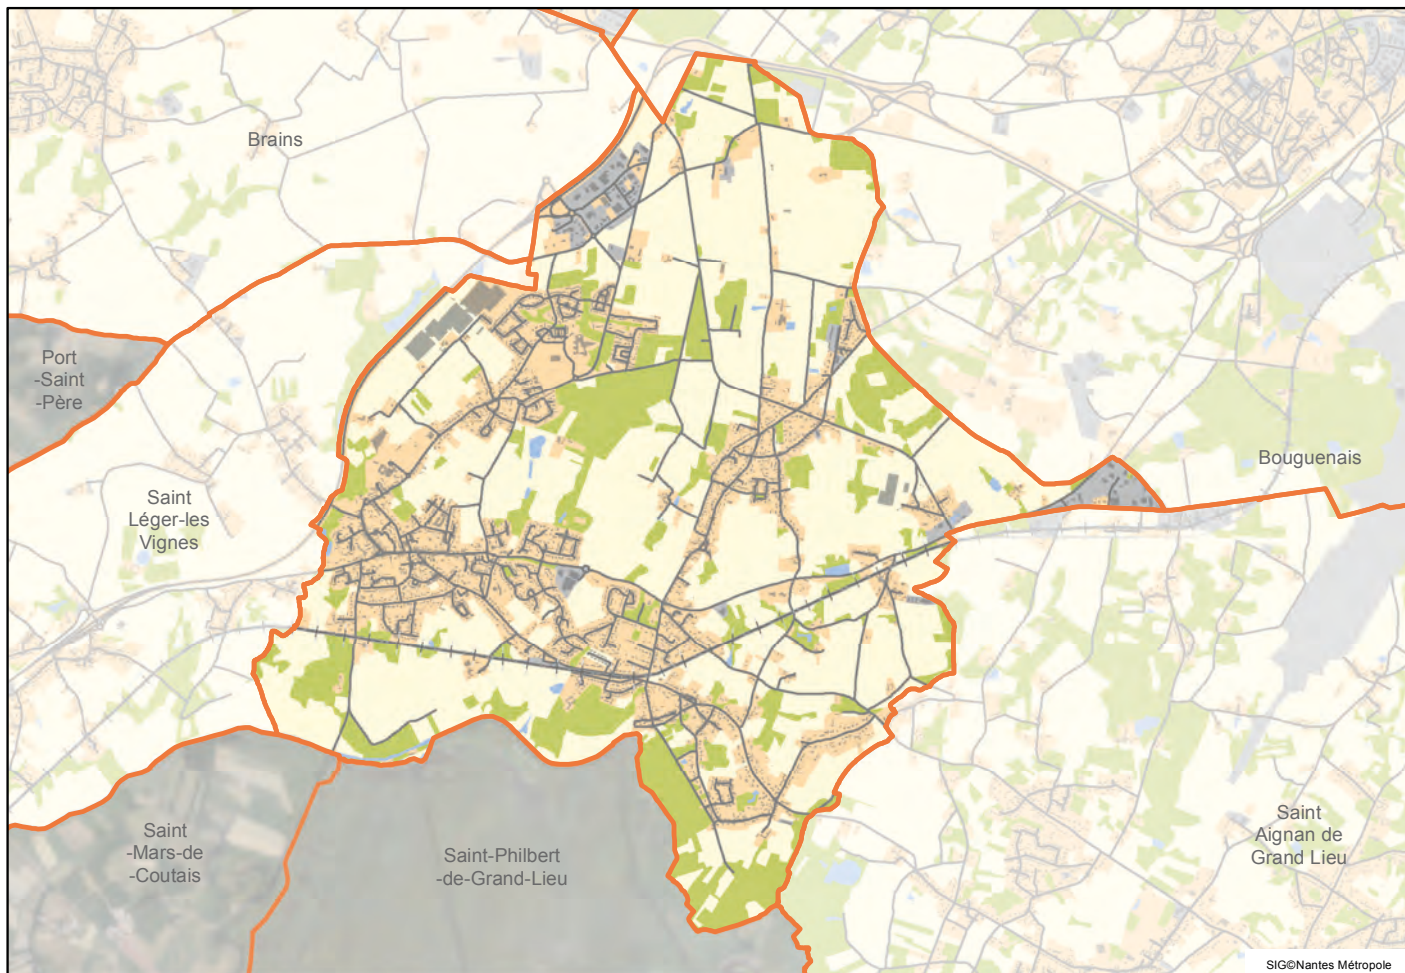 Brains
Port
-Saint
-Père
Saint
Léger-les
Vignes
Bouguenais
Saint
-Mars-de
-Coutais
Saint-Philbert
-de-Grand-Lieu
Saint
Aignan de
Grand Lieu
SIG©Nantes Métropole